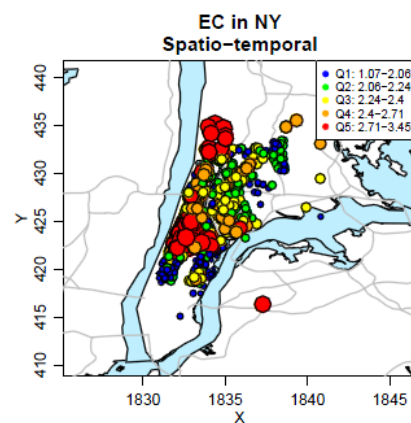 EC in NY
Spatio-temporal
Q1: 1.07-2.06
Q2: 2.06-2.24
Q3: 2.24-2.4
Q4: 2.4-2.71
Q5: 2.71-3.45
440
435
430
425
420
415
410
Y
1830
1835
1840
1845
X